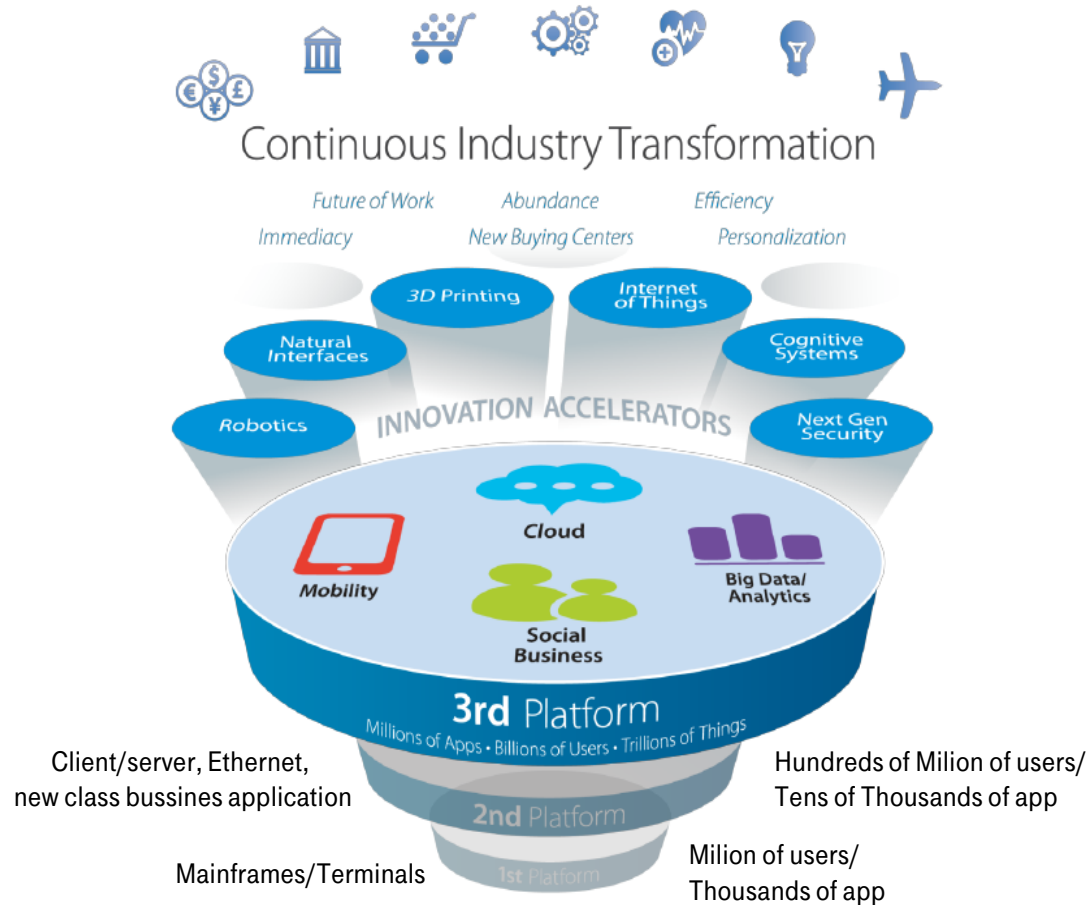 € $ ¥ £
Continuous Industry Transformation
Future of Work
Abundance
Efficiency
Immediacy
New Buying Centers
Personalization
3D Printing
Internet
of Things
Natural
Interfaces
Cognitive
Systems
INNOVATION ACCELERATORS
Robotics
Next Gen
Security
Cloud
Mobility
Big Data/
Analytics
Social
Business
3rd Platform
Millions of Apps • Billions of Users • Trillions of Things
Client/server, Ethernet,
new class bussines application
Hundreds of Milion of users/
Tens of Thousands of app
2nd Platform
Mainframes/Terminals
Milion of users/
Thousands of app
1st Platform